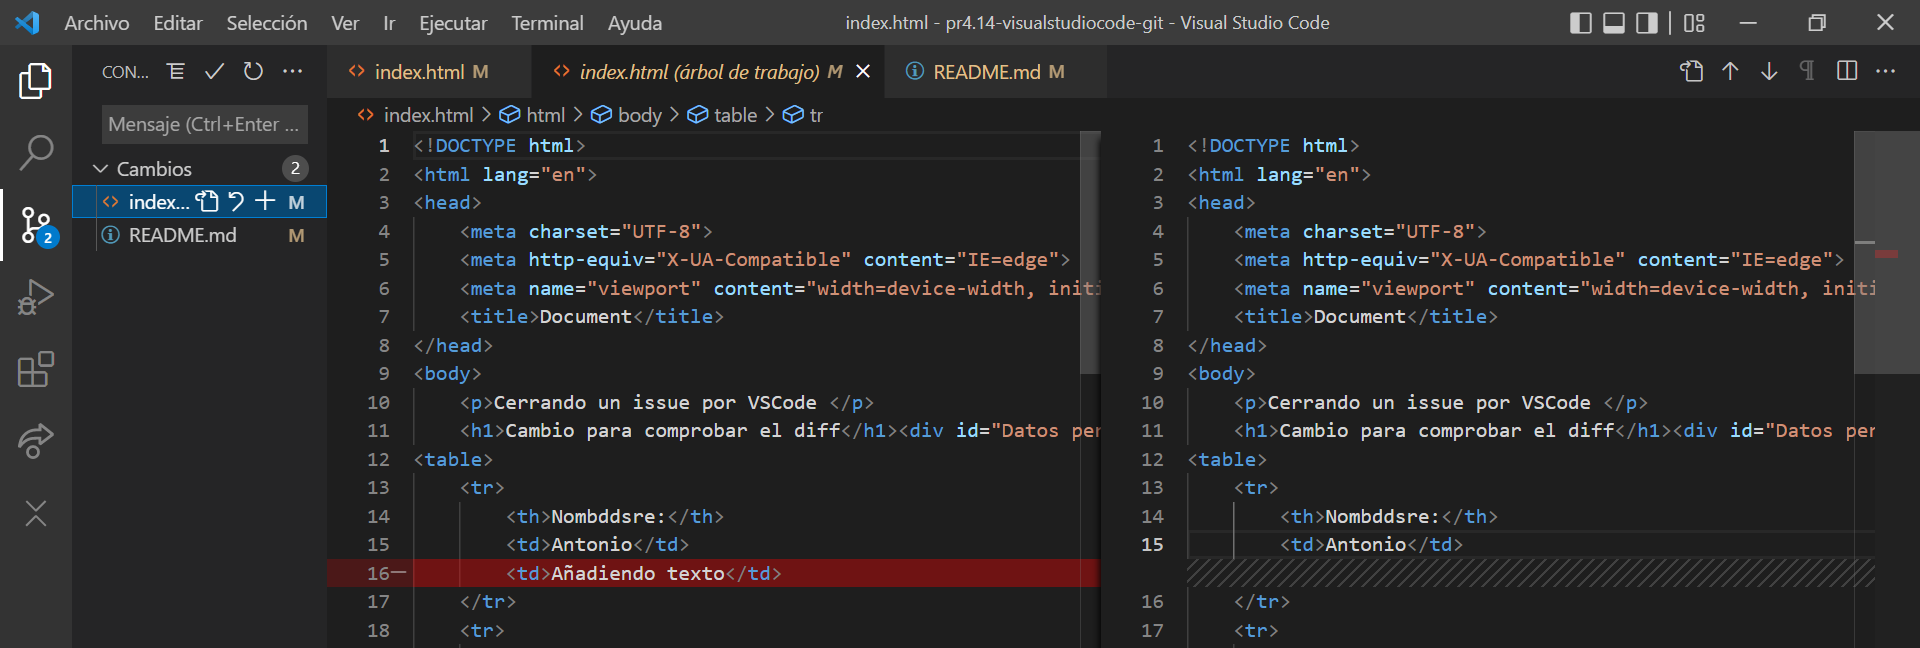 Archivo Editar Selección Ver Ir Ejecutar Terminal Ayuda index.html - pr4.14-visualstudiocode-git - Visual Studio Code
CON...
Mensaje (Ctrl+Enter ...
Cambios 2
index... M
README.md M
2
index.html M index.html (árbol de trabajo) M README.md M
index.html > html > body > table > tr
1 <!DOCTYPE html>
2 <html lang="en">
3 <head>
4 <meta charset="UTF-8">
5 <meta http-equiv="X-UA-Compatible" content="IE=edge">
6 <meta name="viewport" content="width=device-width, initi
7 <title>Document</title>
8 </head>
9 <body>
10 <p>Cerrando un issue por VSCode </p>
11 <h1>Cambio para comprobar el diff</h1><div id="Datos per
12 <table>
13 <tr>
14 <th>Nombddsre:</th>
15 <td>Antonio</td>
16— <td>Añadiendo texto</td>
17 </tr>
18 <tr>
1 <!DOCTYPE html>
2 <html lang="en">
3 <head>
4 <meta charset="UTF-8">
5 <meta http-equiv="X-UA-Compatible" content="IE=edge">
6 <meta name="viewport" content="width=device-width, initi
7 <title>Document</title>
8 </head>
9 <body>
10 <p>Cerrando un issue por VSCode </p>
11 <h1>Cambio para comprobar el diff</h1><div id="Datos per
12 <table>
13 <tr>
14 <th>Nombddsre:</th>
15 <td>Antonio</td>
16 </tr>
17 <tr>